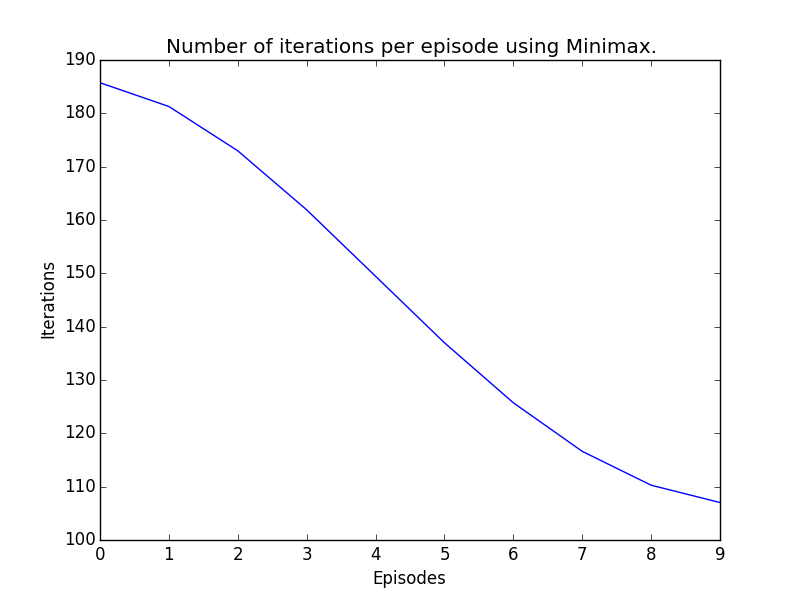 Number of iterations per episode using Minimax.
190
180
170
160
150
140
130
120
110
100
Iterations
0 1 2 3 4 5 6 7 8 9
Episodes